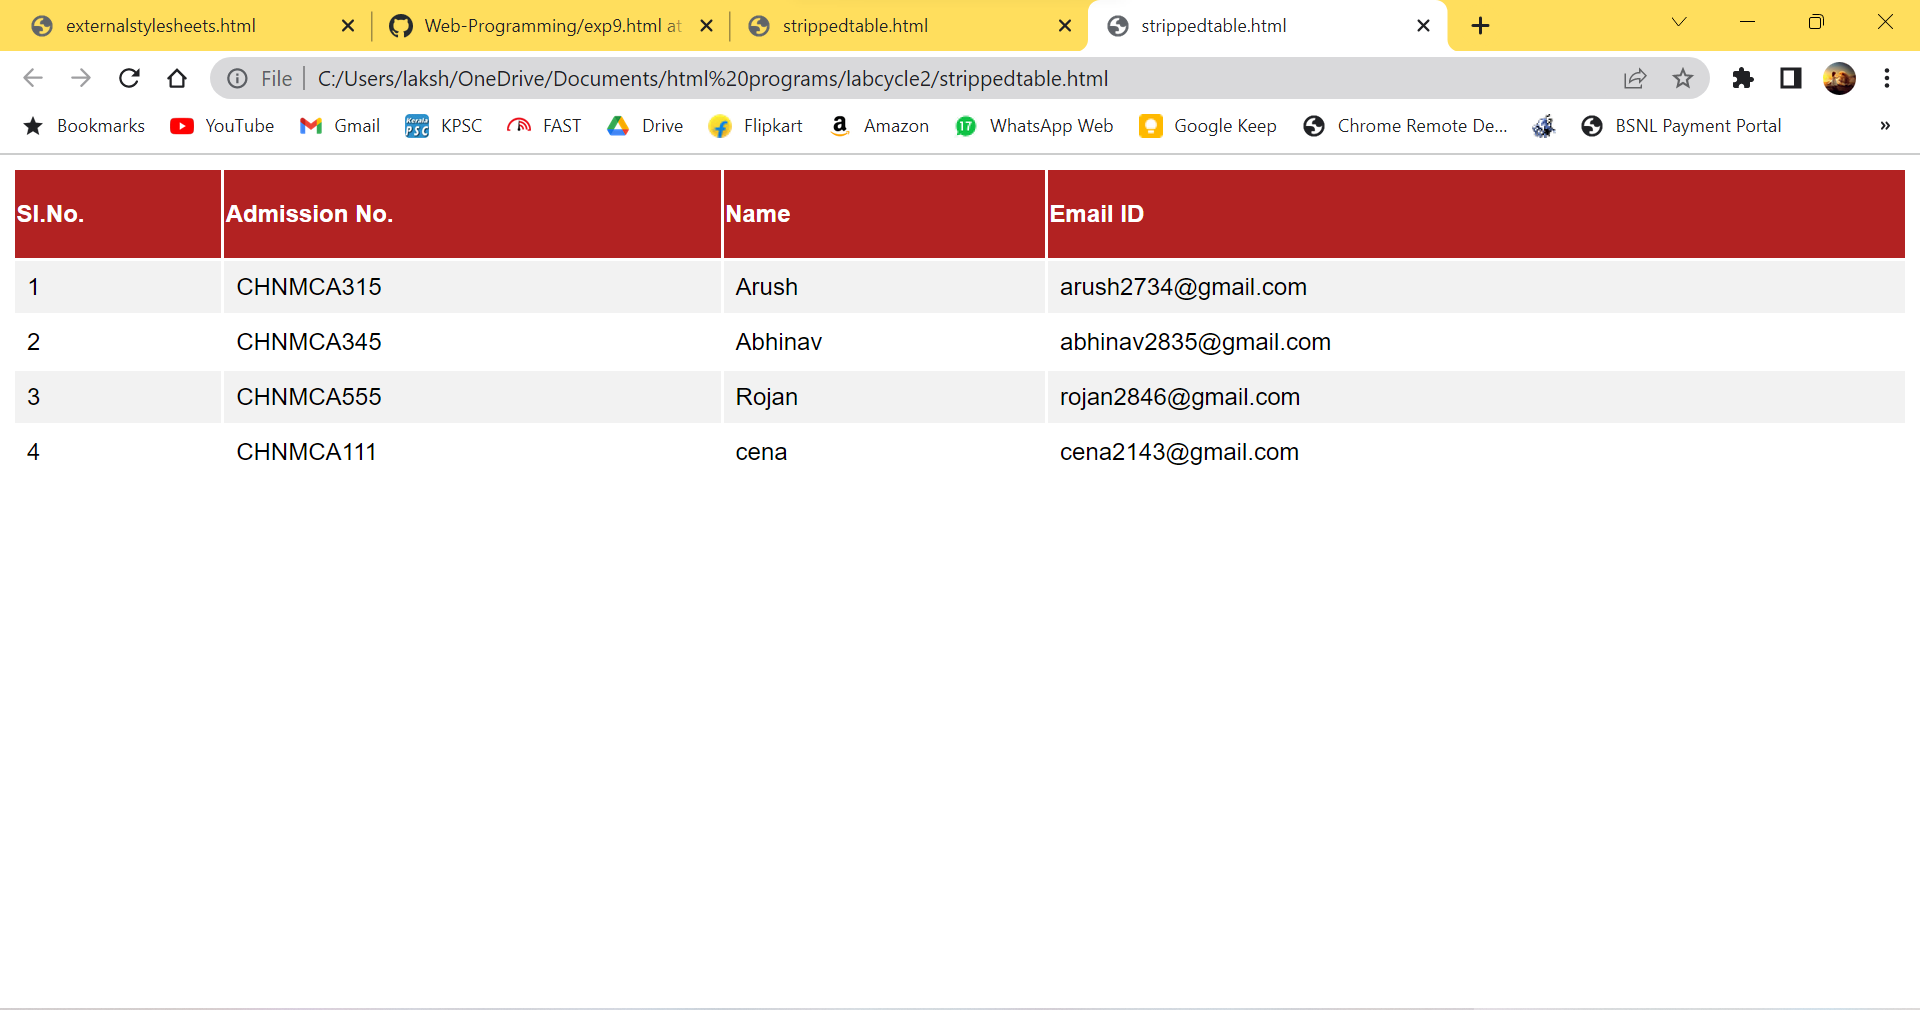 externalstylesheets.html Web-Programming/exp9.html at strippedtable.html strippedtable.html
File C:/Users/laksh/OneDrive/Documents/html%20programs/labcycle2/strippedtable.html
Bookmarks YouTube Gmail Kerala PSC KPSC FAST Drive Flipkart a Amazon 17 WhatsApp Web Google Keep Chrome Remote De... BSNL Payment Portal »
Sl.No. Admission No. Name Email ID
1 CHNMCA315 Arush arush2734@gmail.com
2 CHNMCA345 Abhinav abhinav2835@gmail.com
3 CHNMCA555 Rojan rojan2846@gmail.com
4 CHNMCA111 cena cena2143@gmail.com